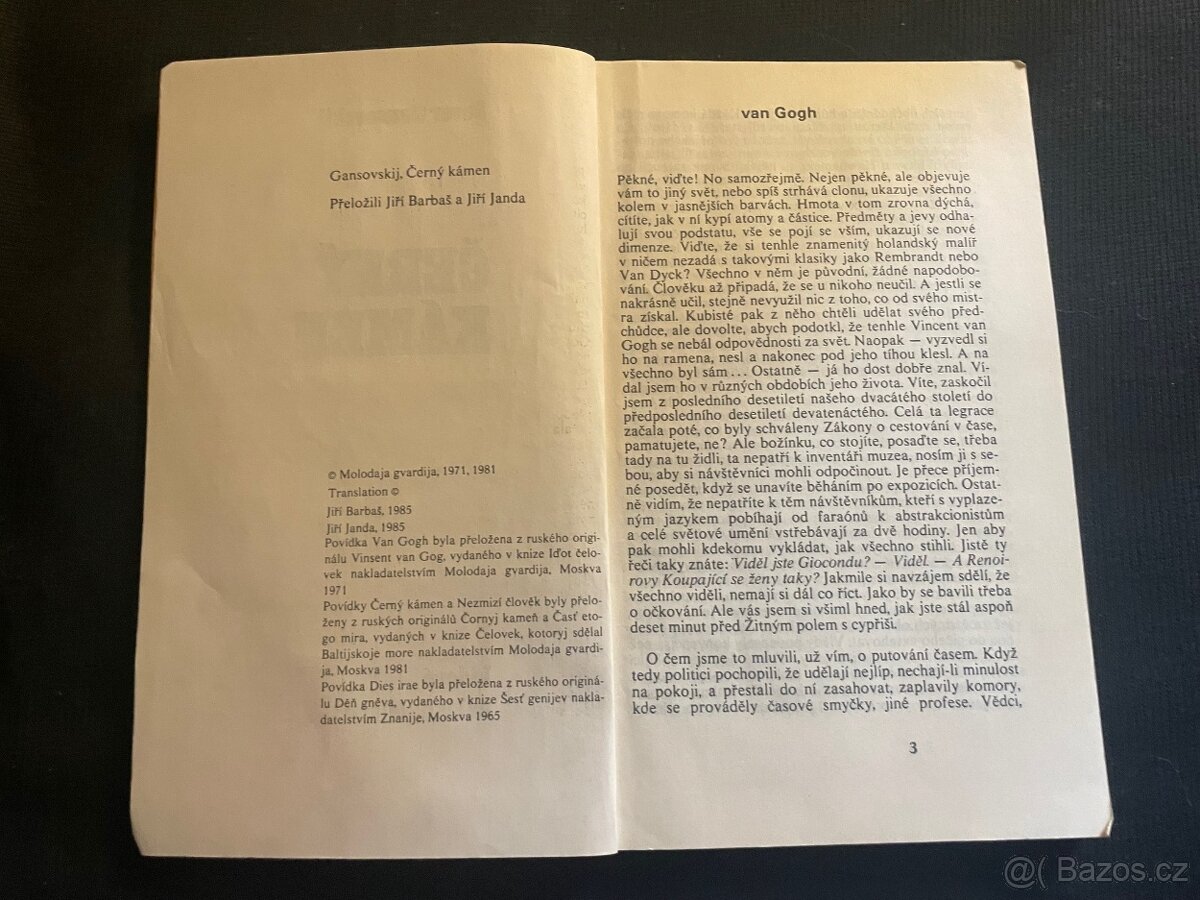 Gansovskij, Černý kámen
Přeložili Jiří Barbaš a Jiří Janda
© Molodaja gvardija, 1971, 1981
Translation ©
Jiří Barbaš, 1985
Jiří Janda, 1985
Povídka Van Gogh byla přeložena z ruského origi-
nálu Vinsent van Gog, vydaného v knize Iďot čelo-
vek nakladatelstvím Molodaja gvardija, Moskva
1971
Povídky Černý kámen a Nezmizí člověk byly přelo-
ženy z ruských originálů Čornyj kameň a Časť eto-
go mira, vydaných v knize Čelovek, kotoryj sdělal
Baltijskoje more nakladatelstvím Molodaja gvardi-
ja, Moskva 1981
Povídka Dies irae byla přeložena z ruského originá-
lu Děň gněva, vydaného v knize Šesť genijev nakla-
datelstvím Znanije, Moskva 1965
van Gogh
Pěkné, viďte! No samozřejmě. Nejen pěkné, ale objevuje
vám to jiný svět, nebo spíš strhává clonu, ukazuje všechno
kolem v jasnějších barvách. Hmota v tom zrovna dýchá,
cítíte, jak v ní kypí atomy a částice. Předměty a jevy odha-
lují svou podstatu, vše se pojí se vším, ukazují se nové
dimenze. Viďte, že si tenhle znamenitý holandský malíř
v ničem nezadá s takovými klasiky jako Rembrandt nebo
Van Dyck? Všechno v něm je původní, žádné napodobo-
vání. Člověku až připadá, že se u nikoho neučil. A jestli se
nakrásně učil, stejně nevyužil nic z toho, co od svého mist-
ra získal. Kubisté pak z něho chtěli udělat svého před-
chůdce, ale dovolte, abych podotkl, že tenhle Vincent van
Gogh se nebál odpovědnosti za svět. Naopak — vyzvedl si
ho na ramena, nesl a nakonec pod jeho tíhou klesl. A na
všechno byl sám... Ostatně — já ho dost dobře znal. Ví-
dal jsem ho v různých obdobích jeho života. Víte, zaskočil
jsem z posledního desetiletí našeho dvacátého století do
předposledního desetiletí devatenáctého. Celá ta legrace
začala poté, co byly schváleny Zákony o cestování v čase,
pamatujete, ne? Ale božínku, co stojíte, posaďte se, třeba
tady na tu židli, ta nepatří k inventáři muzea, nosím ji s se-
bou, aby si návštěvníci mohli odpočinout. Je přece příjem-
né posedět, když se unavíte běháním po expozicích. Ostat-
ně vidím, že nepatříte k těm návštěvníkům, kteří s vyplaze-
ným jazykem pobíhají od faraónů k abstrakcionistům
a celé světové umění vstřebávají za dvě hodiny. Jen aby
pak mohli kdekomu vykládat, jak všechno stihli. Jistě ty
řeči taky znáte: Viděl jste Giocondu? — Viděl. — A Renoi-
rovy Koupající se ženy taky? Jakmile si navzájem sdělí, že
všechno viděli, nemají si dál co říct. Jako by se bavili třeba
o očkování. Ale vás jsem si všiml hned, jak jste stál aspoň
deset minut před Žitným polem s cypřiši.
O čem jsme to mluvili, už vím, o putování časem. Když
tedy politici pochopili, že udělají nejlíp, nechají-li minulost
na pokoji, a přestali do ní zasahovat, zaplavily komory,
kde se prováděly časové smyčky, jiné profese. Vědci,
3
@( Bazos.cz